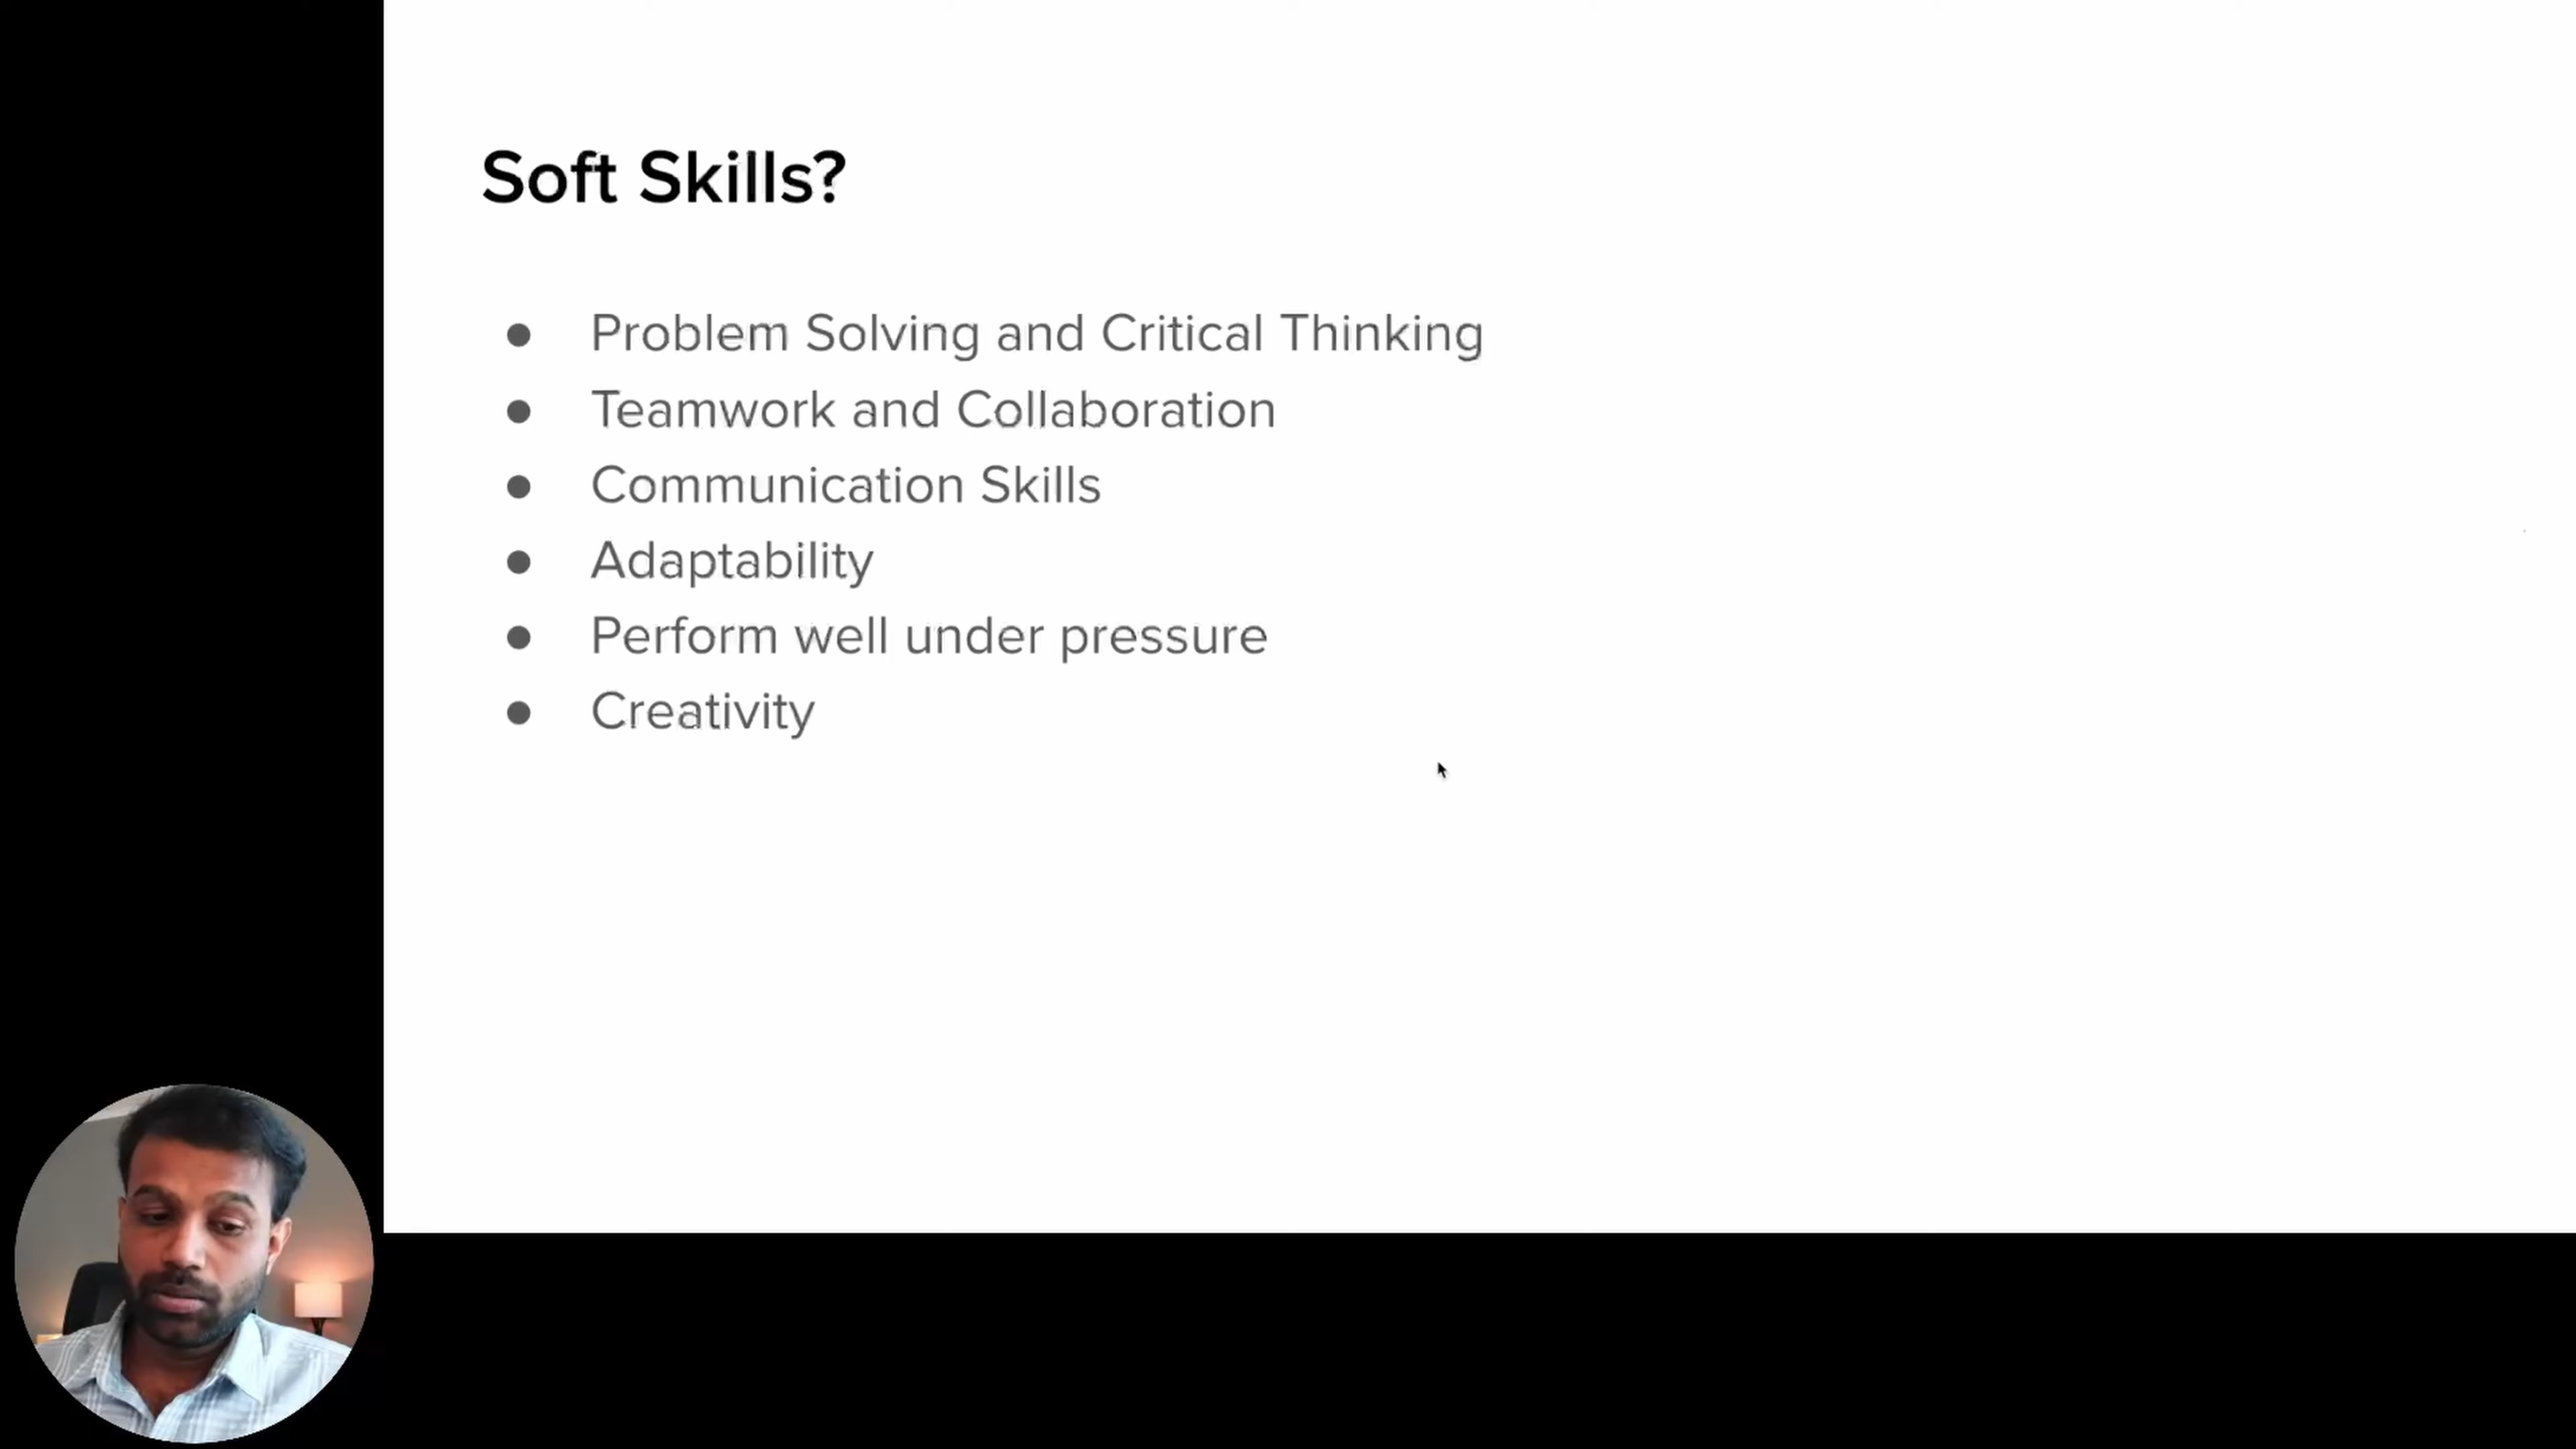 Soft Skills?
● Problem Solving and Critical Thinking
● Teamwork and Collaboration
● Communication Skills
● Adaptability
● Perform well under pressure
● Creativity